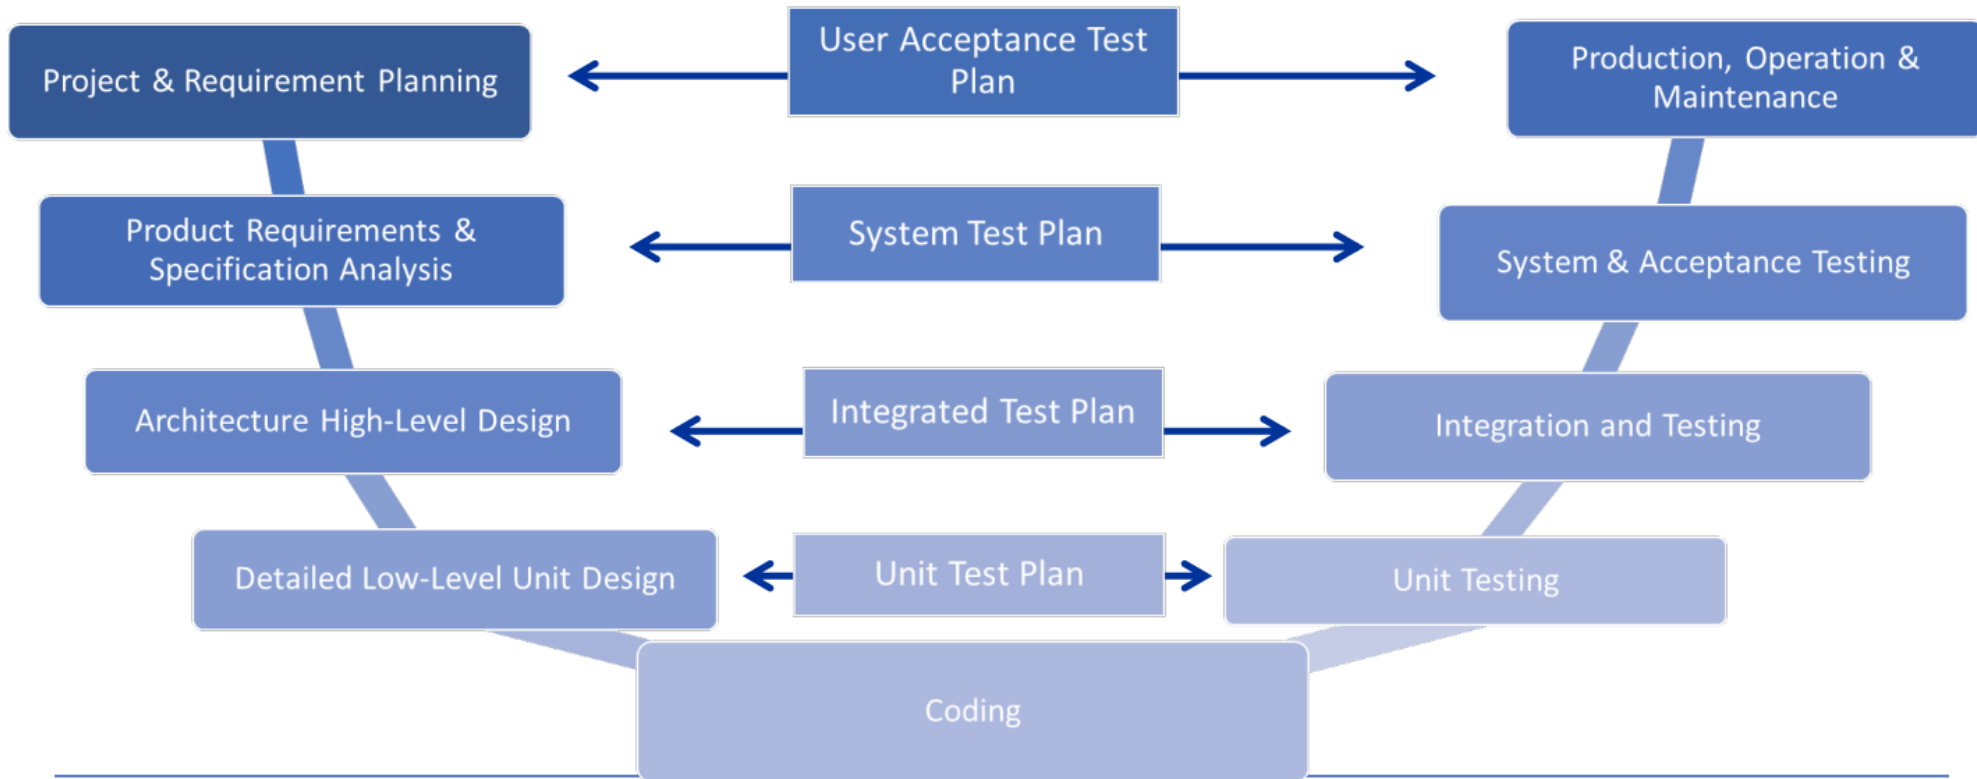 Project & Requirement Planning
User Acceptance Test
Plan
Production, Operation &
Maintenance
Product Requirements &
Specification Analysis
System Test Plan
System & Acceptance Testing
Architecture High-Level Design
Integrated Test Plan
Integration and Testing
Detailed Low-Level Unit Design
Unit Test Plan
Unit Testing
Coding